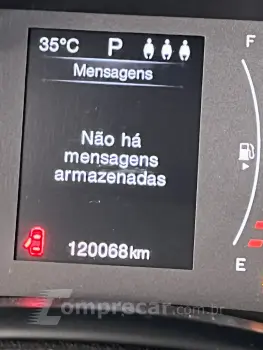 35°C P
F
Mensagens
Não há
mensagens
armazenadas
120068km
E
comprecar.com.br